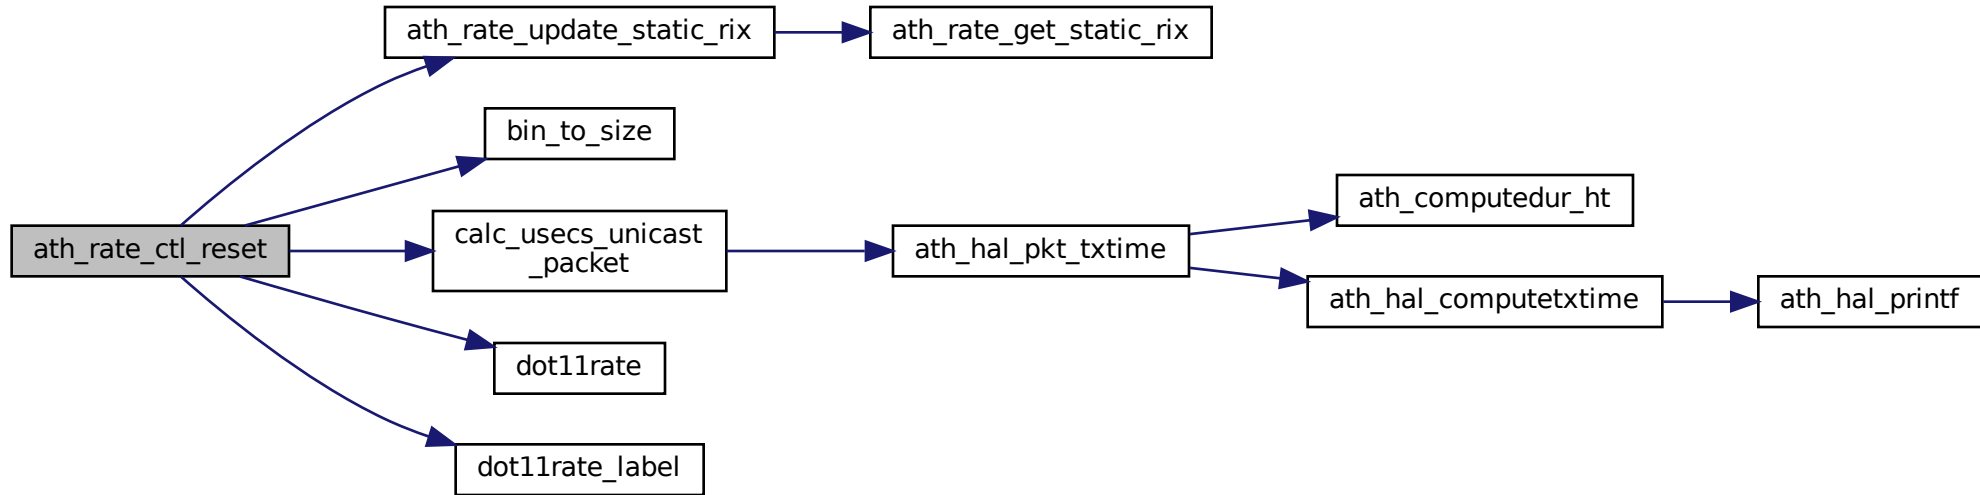 ath_rate_update_static_rix
ath_rate_get_static_rix
bin_to_size
ath_computedur_ht
ath_rate_ctl_reset
calc_usecs_unicast
_packet
ath_hal_pkt_txtime
ath_hal_computetxtime
ath_hal_printf
dot11rate
dot11rate_label